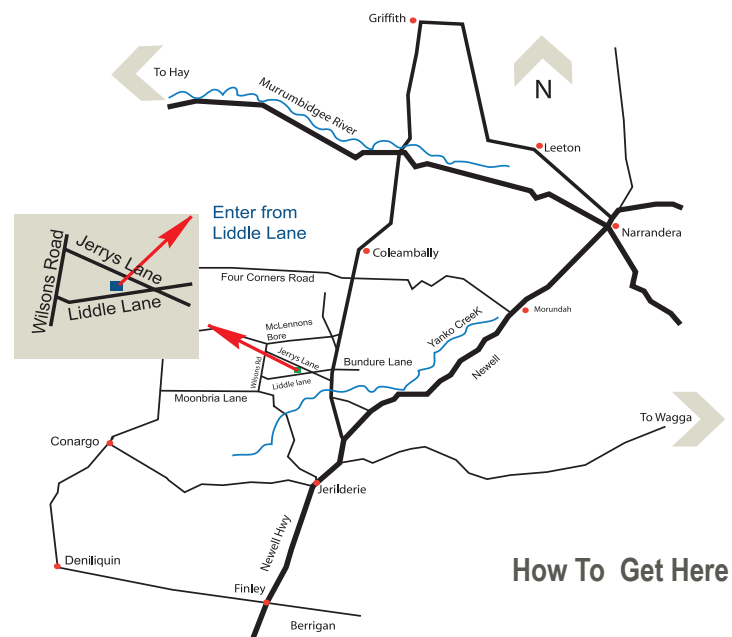 Griffith
To Hay
Murrumbidgee River
N
Leeton
Enter from
Liddle Lane
Narrandera
Jerrys Lane
Wilsons Road
Liddle Lane
Coleambally
Four Corners Road
Morundah
McLennons
Bore
Yanko CreeK
Jerrys Lane
Wilsons Rd
Bundure Lane
Newell
Liddle lane
Moonbria Lane
To Wagga
Conargo
Jerilderie
Newell Hwy
Deniliquin
How To Get Here
Finley
Berrigan